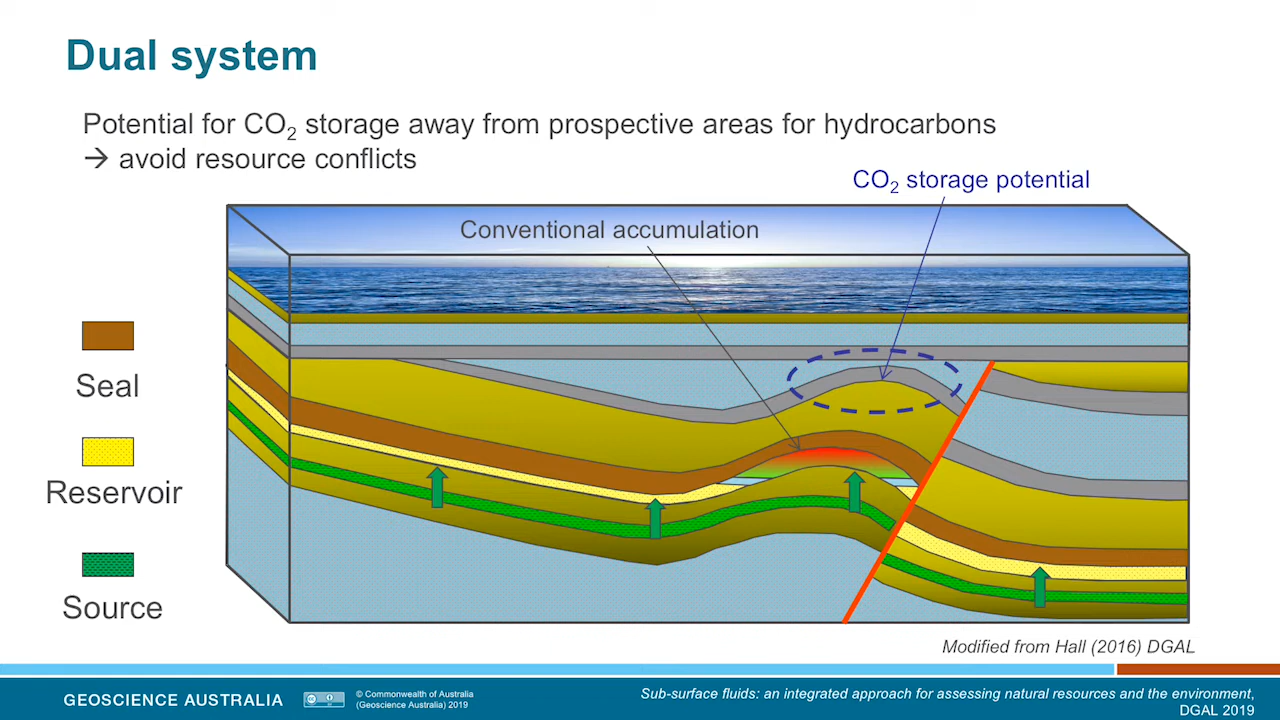 Dual system
Potential for CO₂ storage away from prospective areas for hydrocarbons
→ avoid resource conflicts
CO₂ storage potential
Conventional accumulation
Seal
Reservoir
Source
Modified from Hall (2016) DGAL
GEOSCIENCE AUSTRALIA
© Commonwealth of Australia
(Geoscience Australia) 2019
Sub-surface fluids: an integrated approach for assessing natural resources and the environment,
DGAL 2019